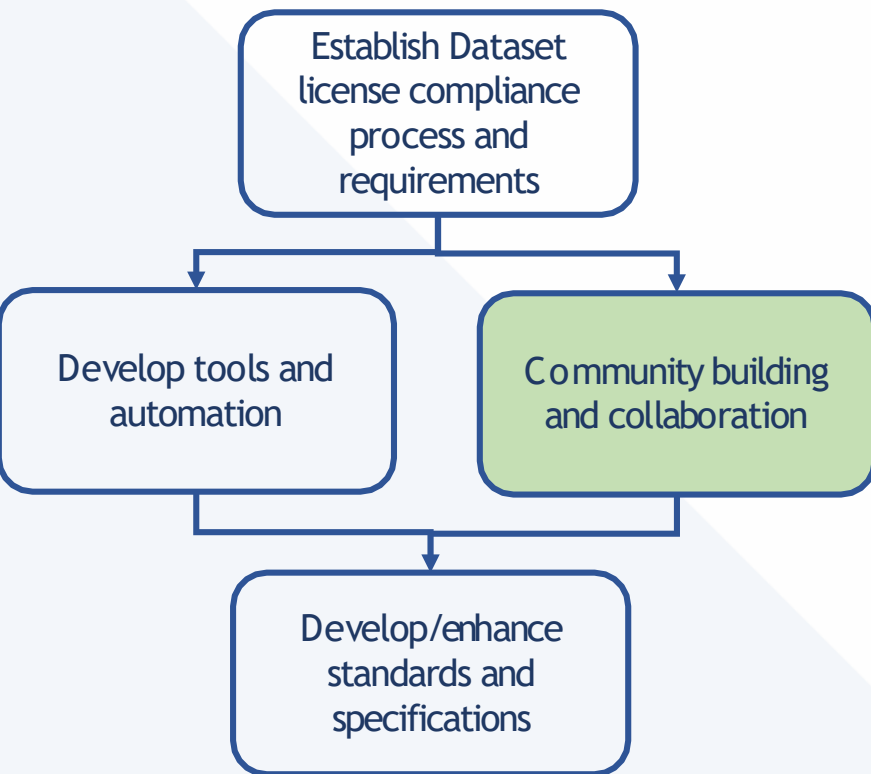 Establish Dataset
license compliance
process and
requirements
Develop tools and
automation
Community building
and collaboration
Develop/enhance
standards and
specifications